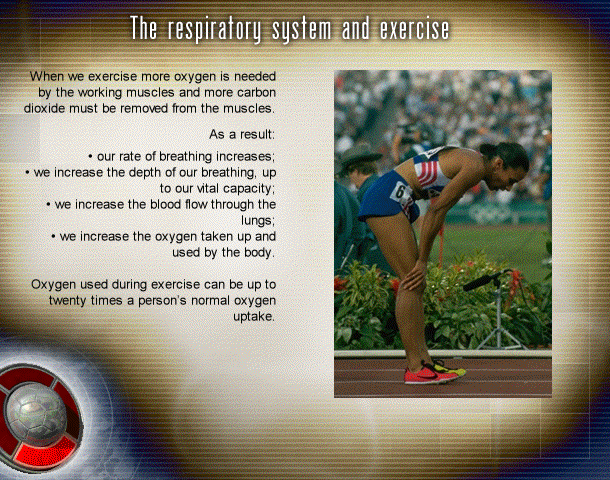 The respiratory system and exercise
When we exercise more oxygen is needed
by the working muscles and more carbon
dioxide must be removed from the muscles.
As a result:
• our rate of breathing increases;
• we increase the depth of our breathing, up
to our vital capacity;
• we increase the blood flow through the
lungs;
• we increase the oxygen taken up and
used by the body.
Oxygen used during exercise can be up to
twenty times a person's normal oxygen
uptake.
6